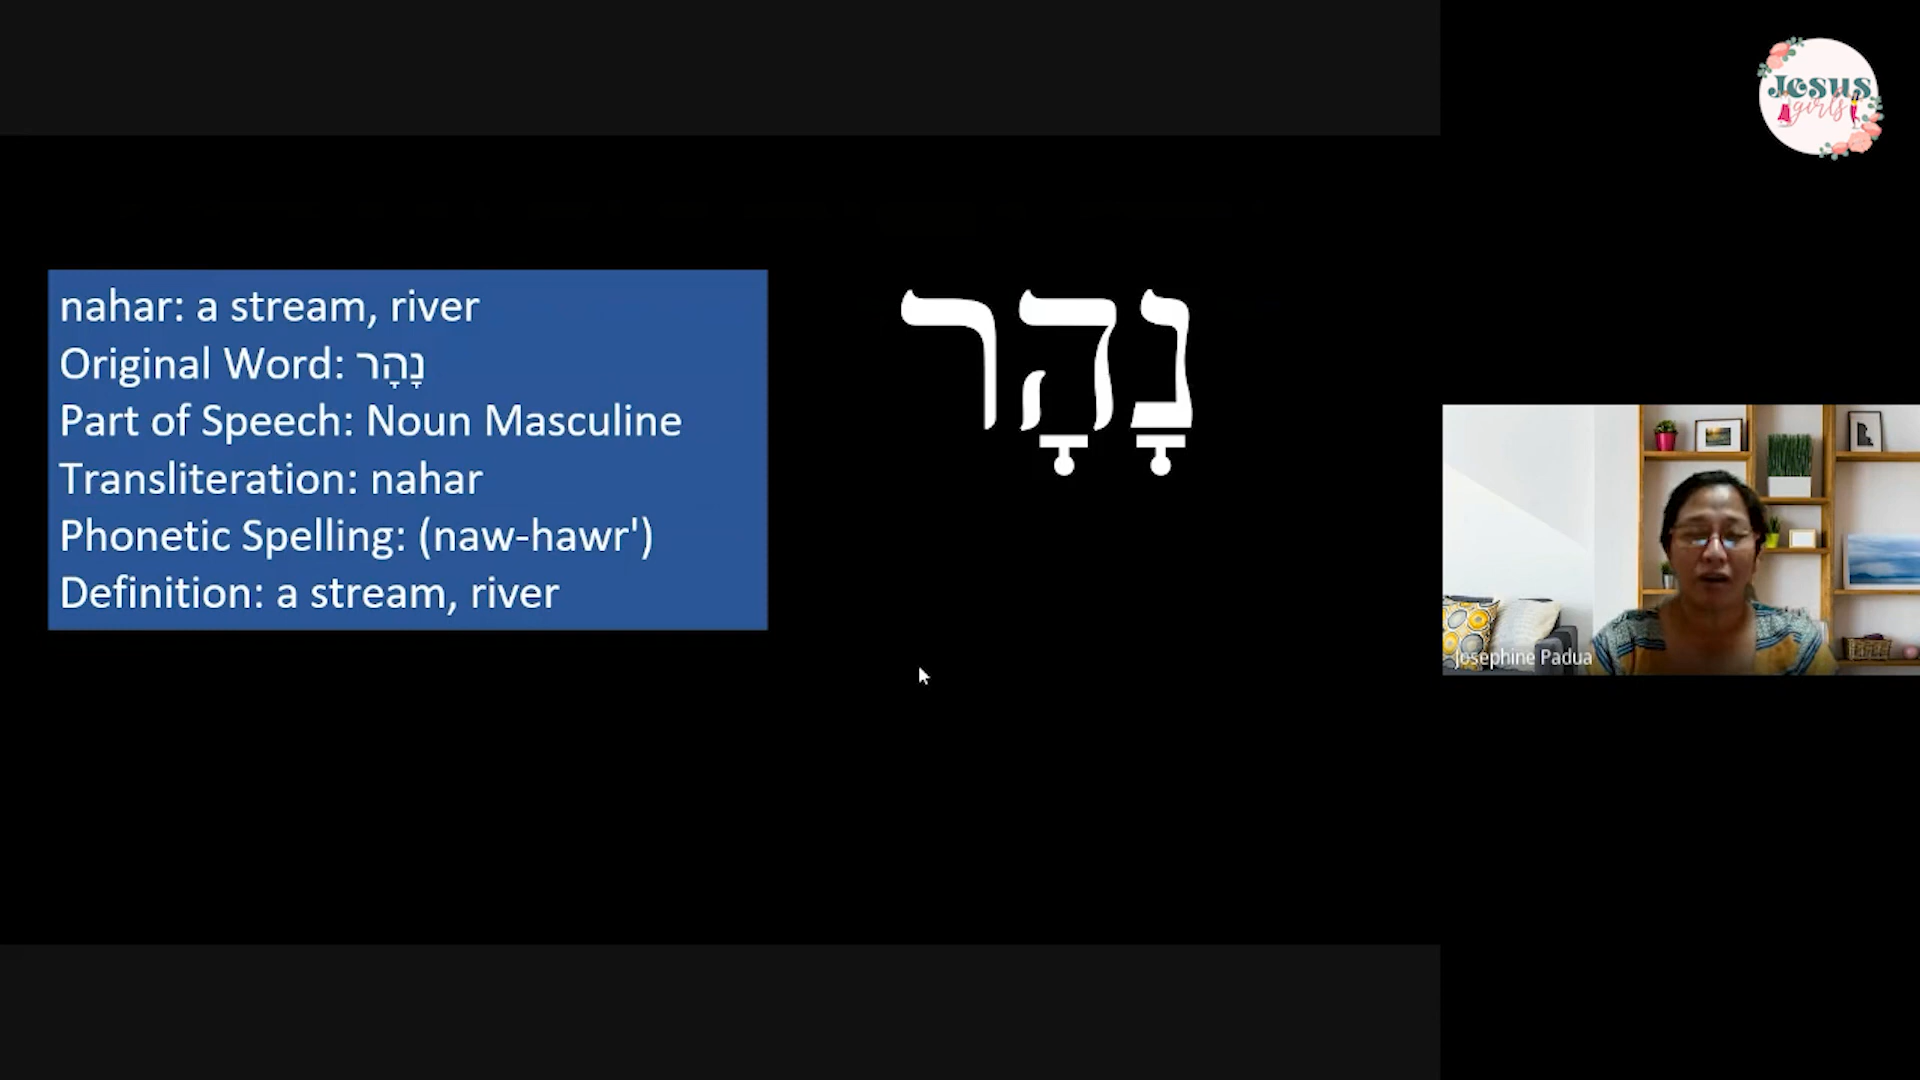 nahar: a stream, river
Original Word: נָהָר
Part of Speech: Noun Masculine
Transliteration: nahar
Phonetic Spelling: (naw-hawr')
Definition: a stream, river
נָהָר
Jesus
girls
Josephine Padua